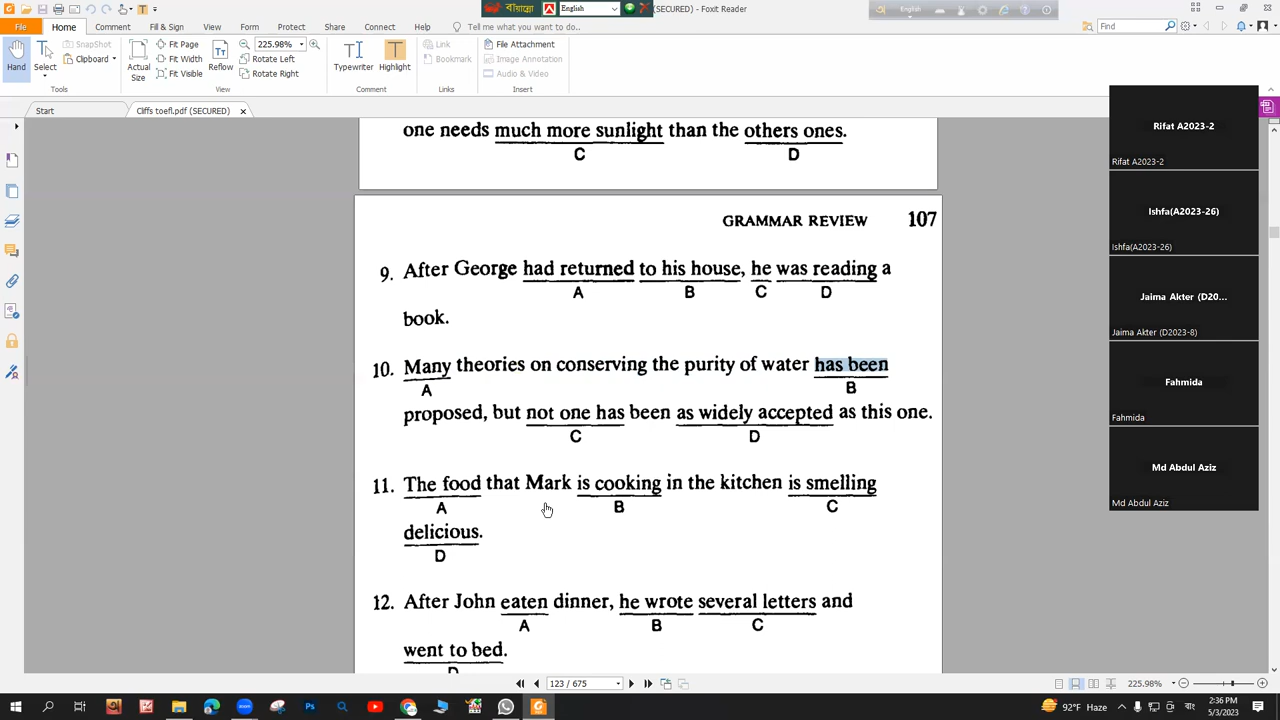 বাংলা English (SECURED) - Foxit Reader English
File Home Comment Fill & Sign View Form Protect Share Connect Help Tell me what you want to do.. Find
Hand Select SnapShot Clipboard Actual Size Fit Page Fit Width Fit Visible Reflow 225.98% Rotate Left Rotate Right Typewriter Highlight Link Bookmark File Attachment Image Annotation Audio & Video
Tools View Comment Links Insert
Start Cliffs toefl.pdf (SECURED)
one needs much more sunlight than the others ones.
C D
GRAMMAR REVIEW 107
9. After George had returned to his house, he was reading a
A B C D
book.
10. Many theories on conserving the purity of water has been
A B
proposed, but not one has been as widely accepted as this one.
C D
11. The food that Mark is cooking in the kitchen is smelling
A B C
delicious.
D
12. After John eaten dinner, he wrote several letters and
A B C
went to bed.
D
Rifat A2023-2
Rifat A2023-2
Ishfa(A2023-26)
Ishfa(A2023-26)
Jaima Akter (D20...
Jaima Akter (D2023-8)
Fahmida
Fahmida
Md Abdul Aziz
Md Abdul Aziz
123 / 675 225.98%
92°F Haze 2:36 PM
5/3/2023